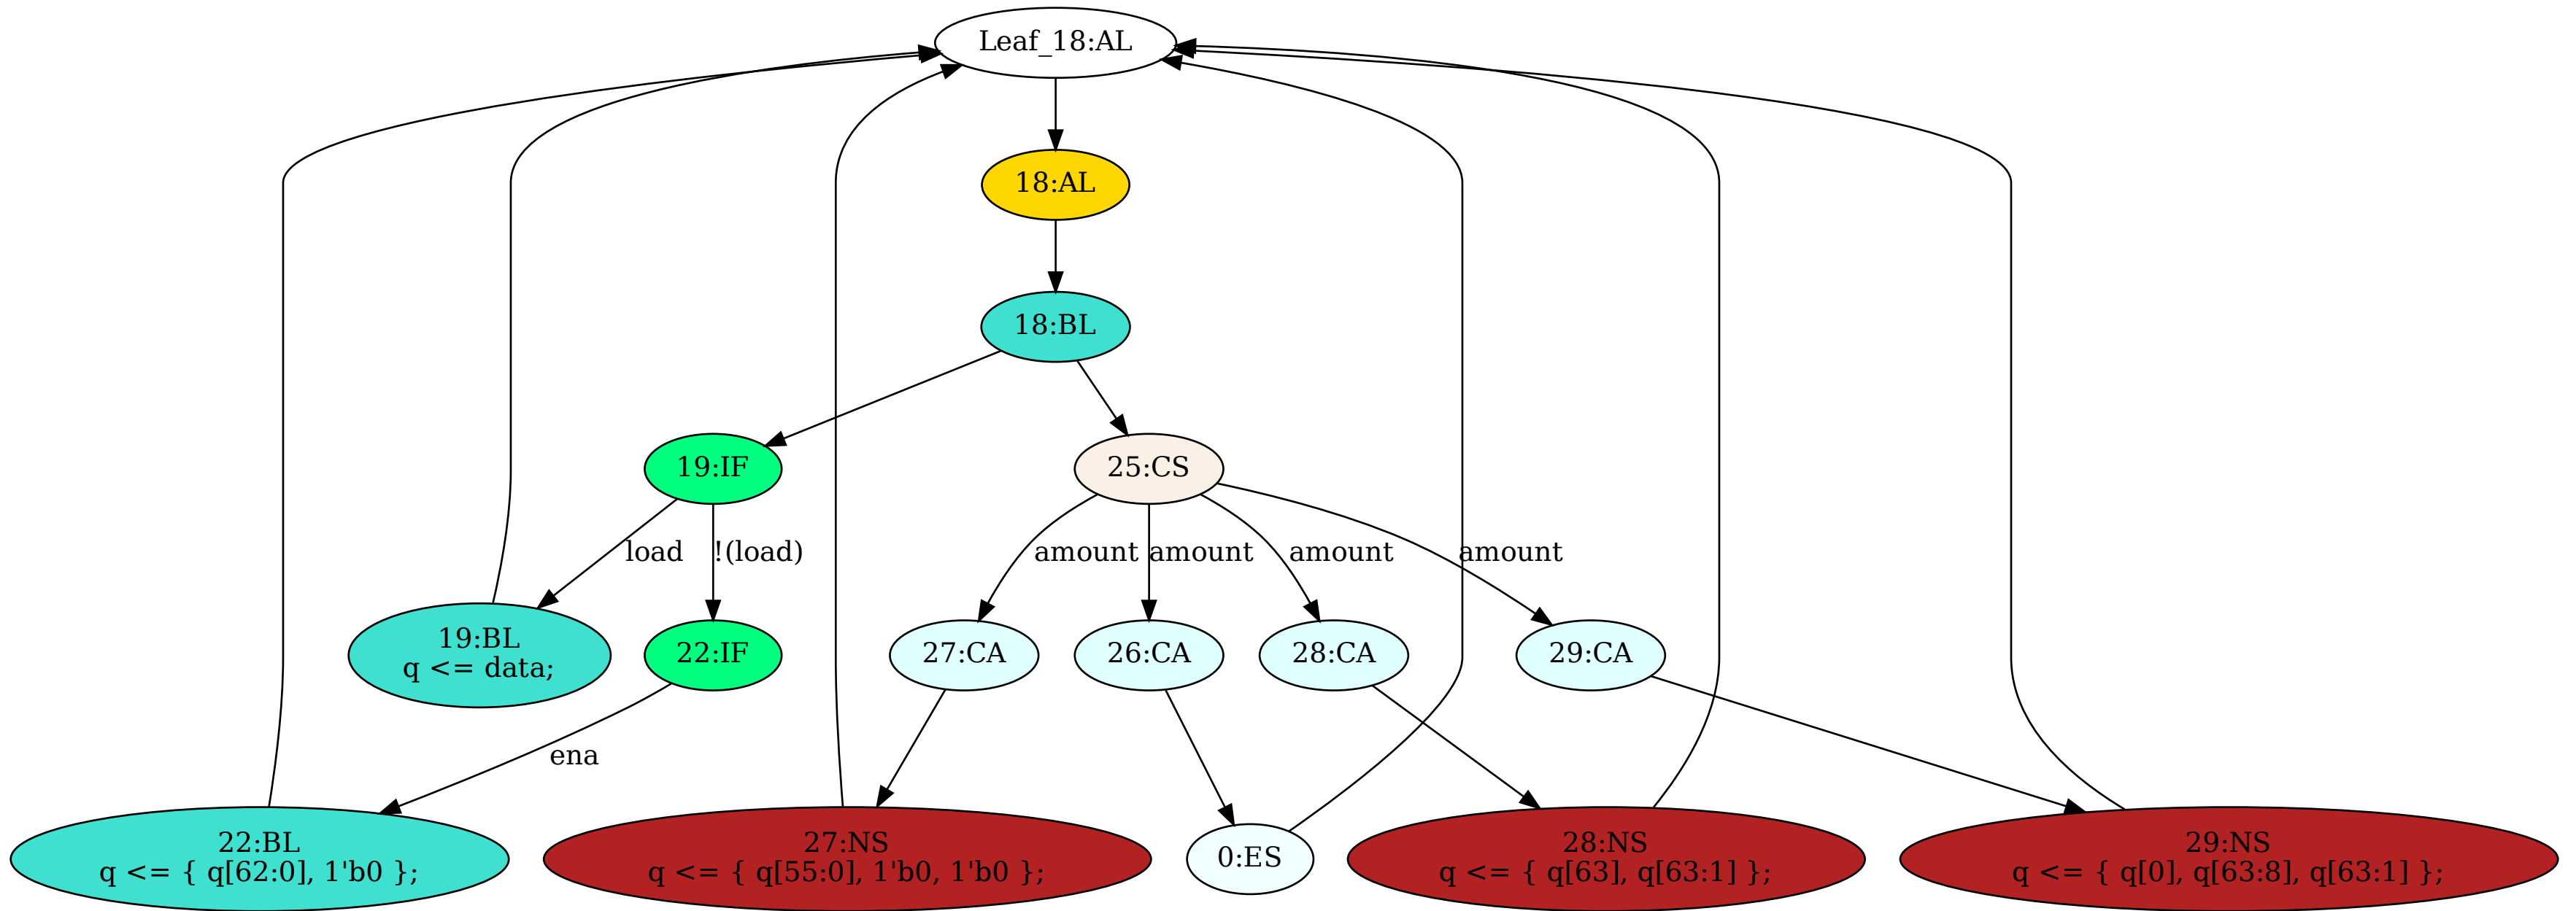 Leaf_18:AL
18:AL
18:BL
19:IF
25:CS
load
!(load)
amount
amount
amount
amount
19:BL
q <= data;
22:IF
27:CA
26:CA
28:CA
29:CA
ena
22:BL
q <= { q[62:0], 1'b0 };
27:NS
q <= { q[55:0], 1'b0, 1'b0 };
0:ES
28:NS
q <= { q[63], q[63:1] };
29:NS
q <= { q[0], q[63:8], q[63:1] };